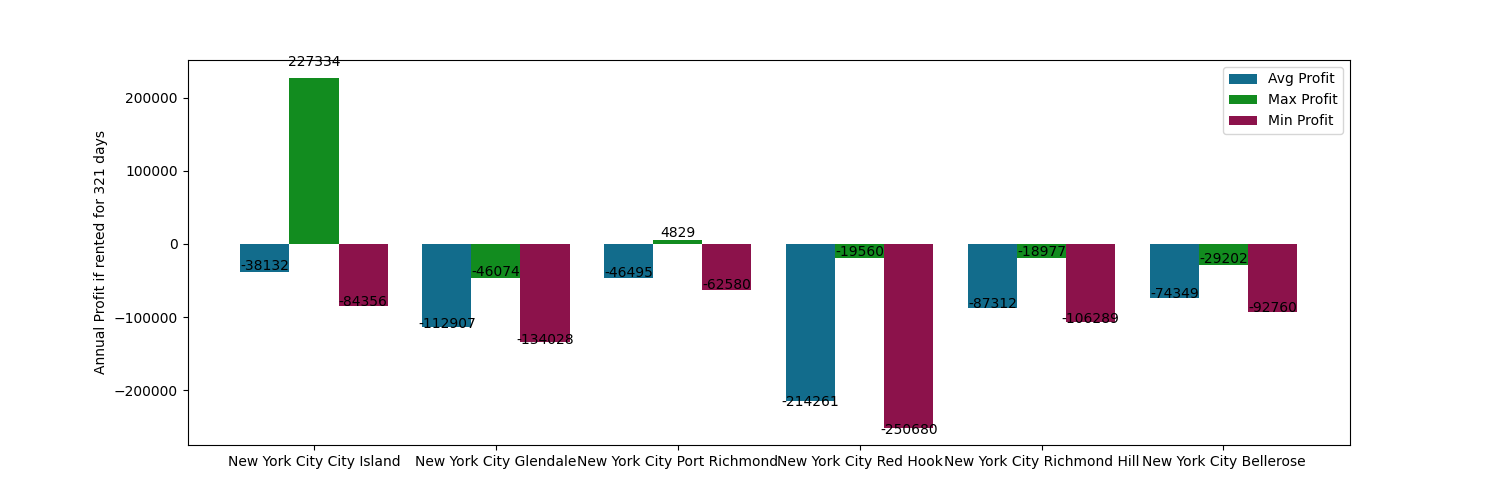 227334
Avg Profit
Max Profit
Min Profit
200000
100000
0
−100000
−200000
Annual Profit if rented for 321 days
4829
-38132
-84356
-112907
-46074
-134028
-46495
-62580
-214261
-19560
-250680
-87312
-18977
-106289
-74349
-29202
-92760
New York City City Island
New York City Glendale
New York City Port Richmond
New York City Red Hook
New York City Richmond Hill
New York City Bellerose